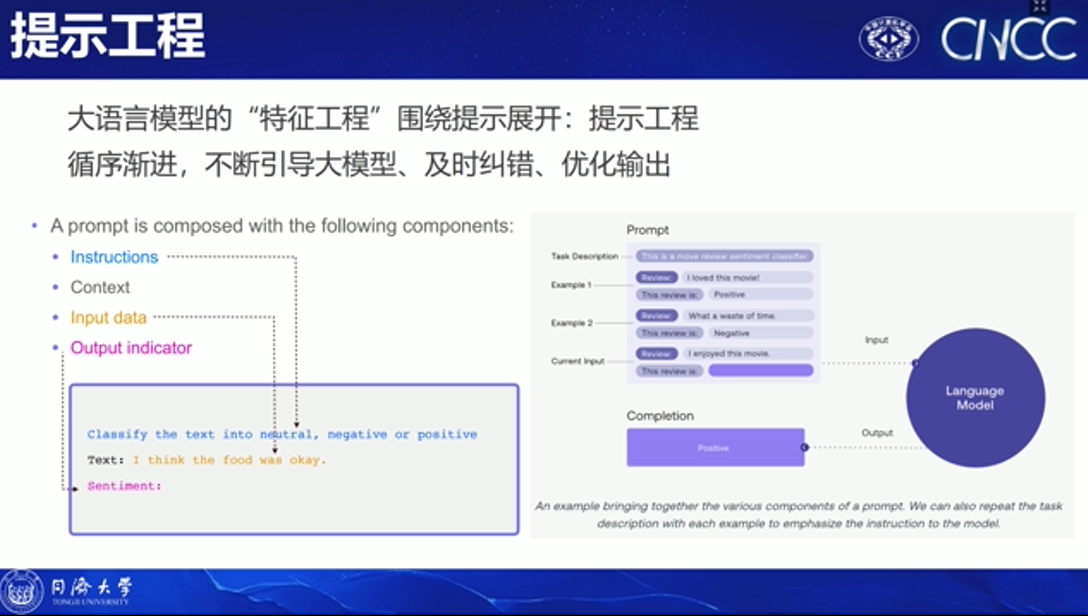 提示工程
CNCC
大语言模型的“特征工程”围绕提示展开：提示工程
循序渐进，不断引导大模型、及时纠错、优化输出
• A prompt is composed with the following components:
• Instructions
• Context
• Input data
• Output indicator
Classify the text into neutral, negative or positive
Text: I think the food was okay.
Sentiment:
Prompt
Task Description
This is a move review sentiment classifier
Example 1
Review: I loved this movie!
This review is: Positive
Example 2
Review: What a waste of time.
This review is: Negative
Current Input
Review: I enjoyed this movie.
This review is:
Input
Language
Model
Output
Completion
Positive
An example bringing together the various components of a prompt. We can also repeat the task
description with each example to emphasize the instruction to the model.
同濟大學
TONGJI UNIVERSITY